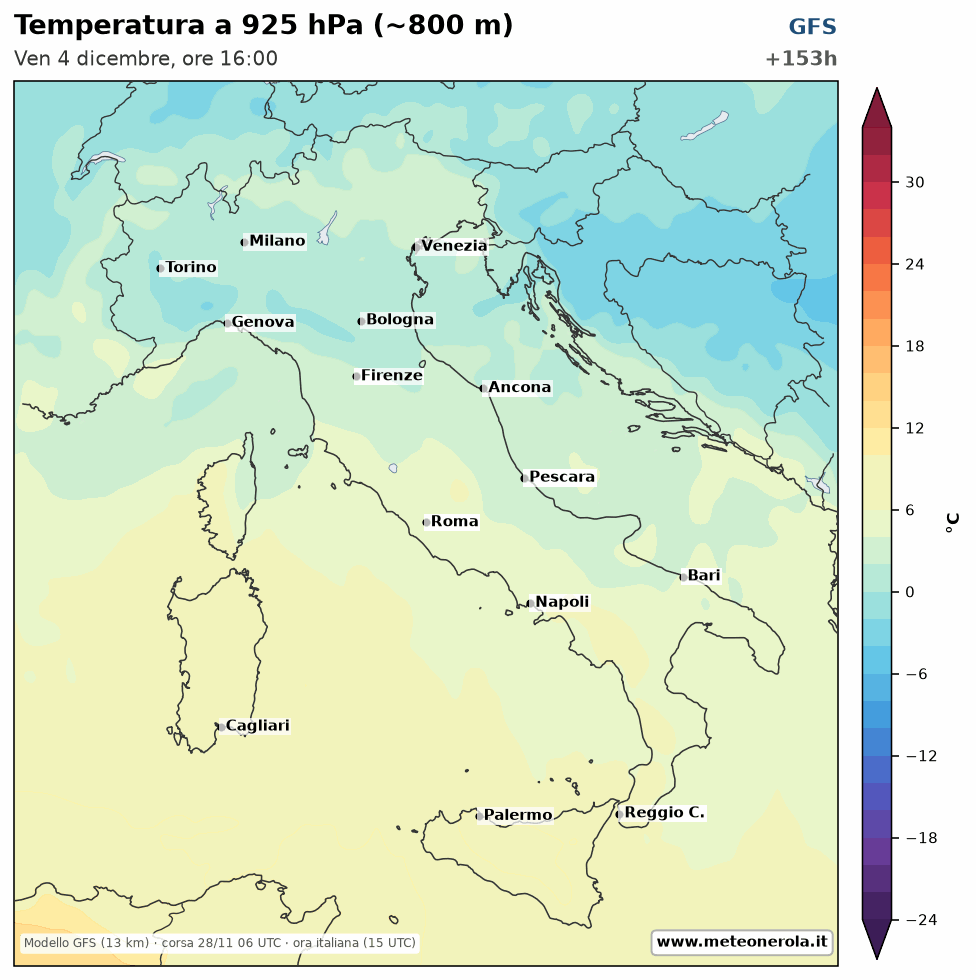 Temperatura a 925 hPa (~800 m)
GFS
Ven 4 dicembre, ore 16:00
+153h
Milano
Venezia
Torino
Genova
Bologna
Firenze
Ancona
Pescara
Roma
Bari
Napoli
Cagliari
Palermo
Reggio C.
30
24
18
12
6
0
−6
−12
−18
−24
°C
Modello GFS (13 km) · corsa 28/11 06 UTC · ora italiana (15 UTC)
www.meteonerola.it